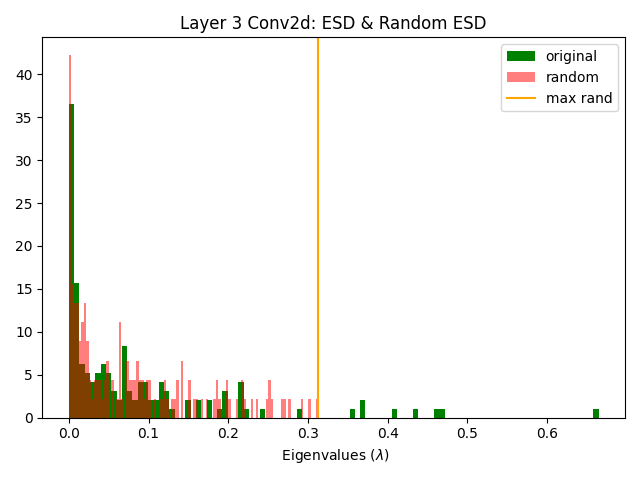 Layer 3 Conv2d: ESD & Random ESD
original
random
max rand
40
35
30
25
20
15
10
5
0
0.0 0.1 0.2 0.3 0.4 0.5 0.6
Eigenvalues (λ)